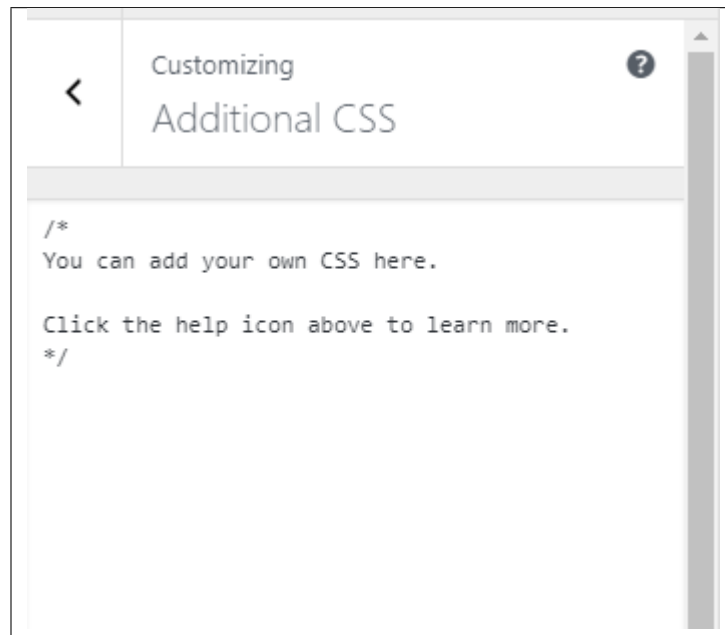 Customizing
Additional CSS
/*
You can add your own CSS here.
Click the help icon above to learn more.
*/